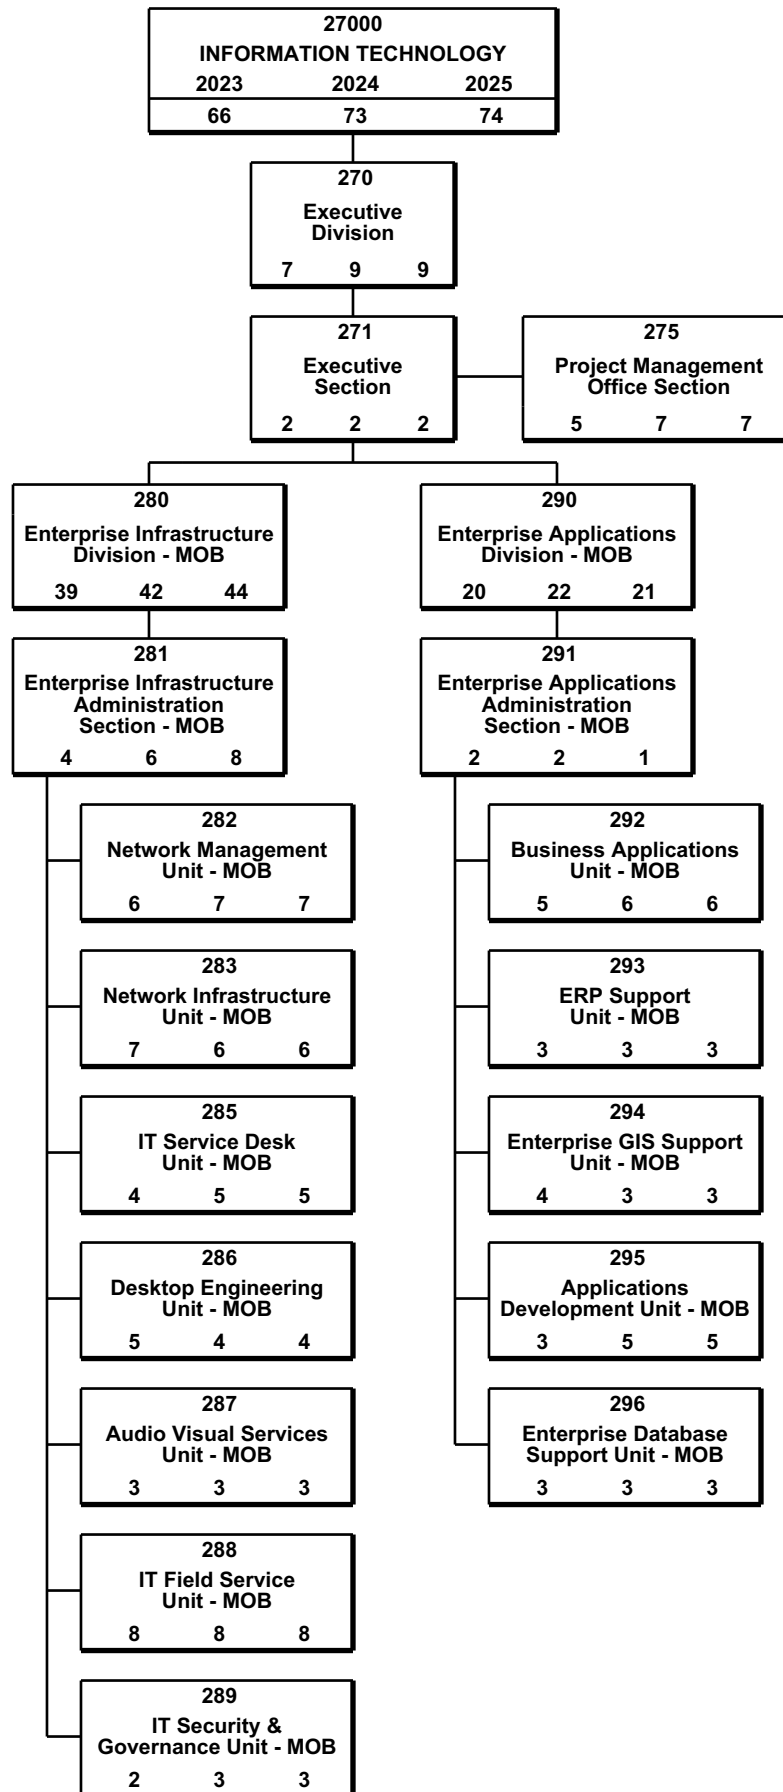 27000
INFORMATION TECHNOLOGY
2023 2024 2025
66 73 74
270
Executive
Division
7 9 9
271
Executive
Section
2 2 2
275
Project Management
Office Section
5 7 7
280
Enterprise Infrastructure
Division - MOB
39 42 44
281
Enterprise Infrastructure
Administration
Section - MOB
4 6 8
282
Network Management
Unit - MOB
6 7 7
283
Network Infrastructure
Unit - MOB
7 6 6
285
IT Service Desk
Unit - MOB
4 5 5
286
Desktop Engineering
Unit - MOB
5 4 4
287
Audio Visual Services
Unit - MOB
3 3 3
288
IT Field Service
Unit - MOB
8 8 8
289
IT Security &
Governance Unit - MOB
2 3 3
290
Enterprise Applications
Division - MOB
20 22 21
291
Enterprise Applications
Administration
Section - MOB
2 2 1
292
Business Applications
Unit - MOB
5 6 6
293
ERP Support
Unit - MOB
3 3 3
294
Enterprise GIS Support
Unit - MOB
4 3 3
295
Applications
Development Unit - MOB
3 5 5
296
Enterprise Database
Support Unit - MOB
3 3 3